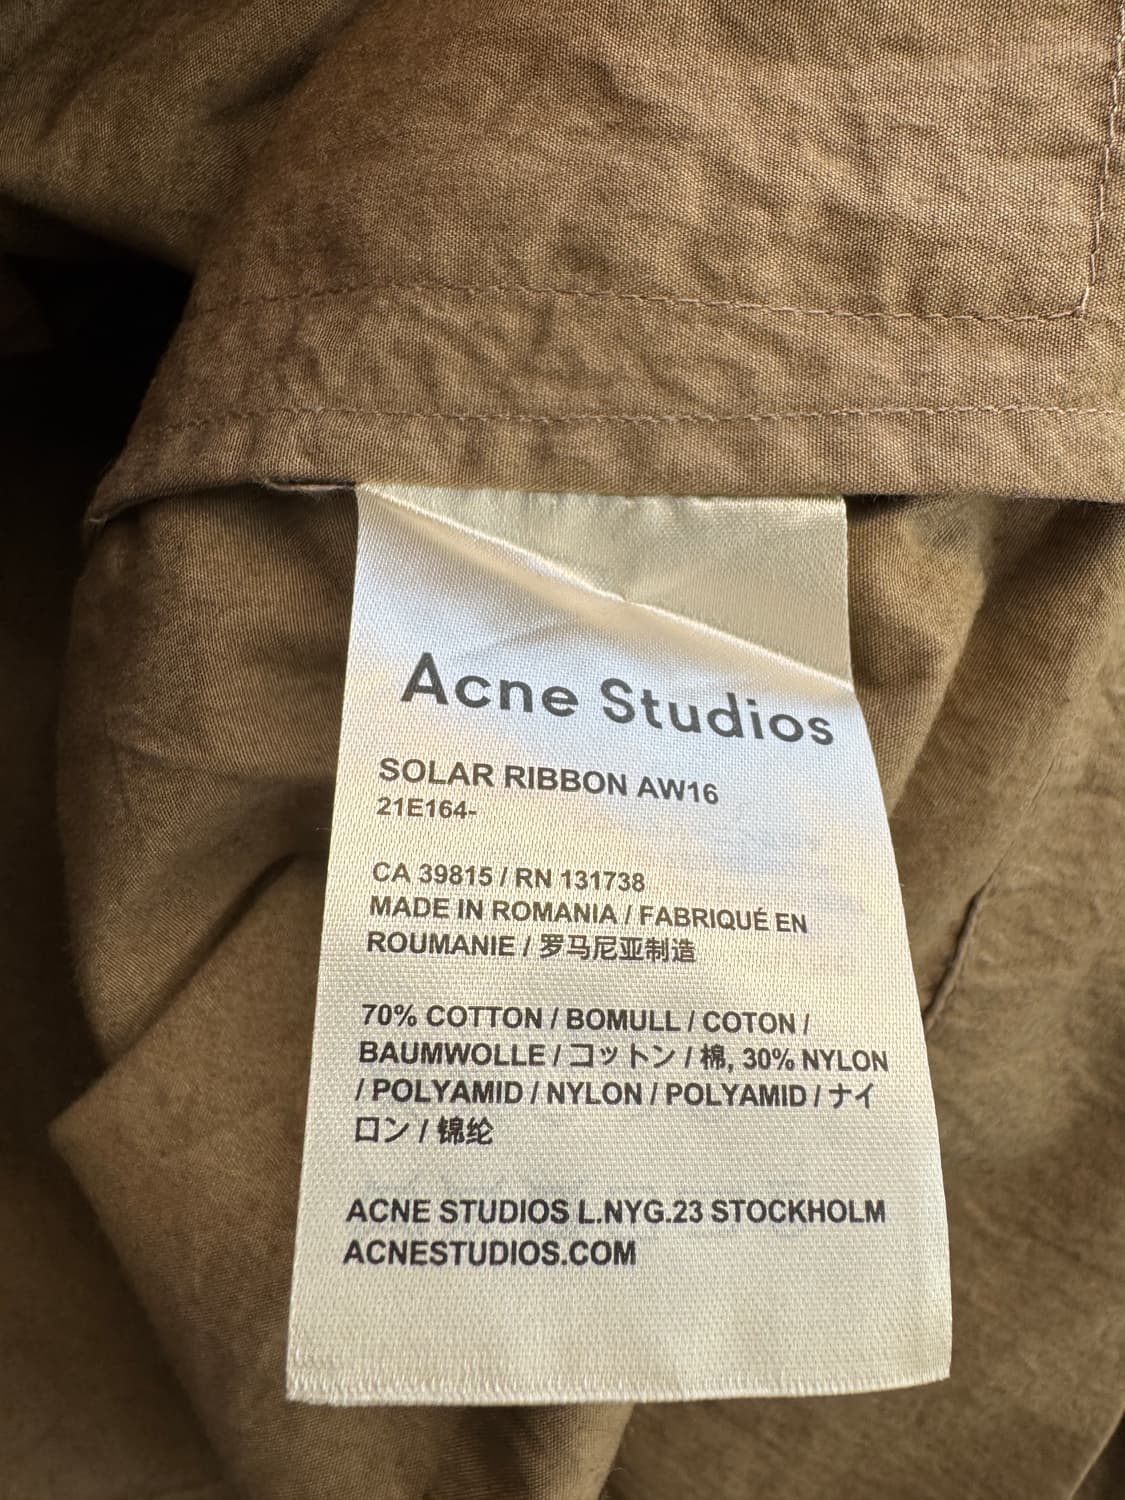 Acne Studios
SOLAR RIBBON AW16
21E164-
CA 39815 / RN 131738
MADE IN ROMANIA / FABRIQUÉ EN
ROUMANIE / 罗马尼亚制造
70% COTTON / BOMULL / COTON /
BAUMWOLLE / コットン / 棉, 30% NYLON
/ POLYAMID / NYLON / POLYAMID / ナイ
ロン / 锦纶
ACNE STUDIOS L.NYG.23 STOCKHOLM
ACNESTUDIOS.COM